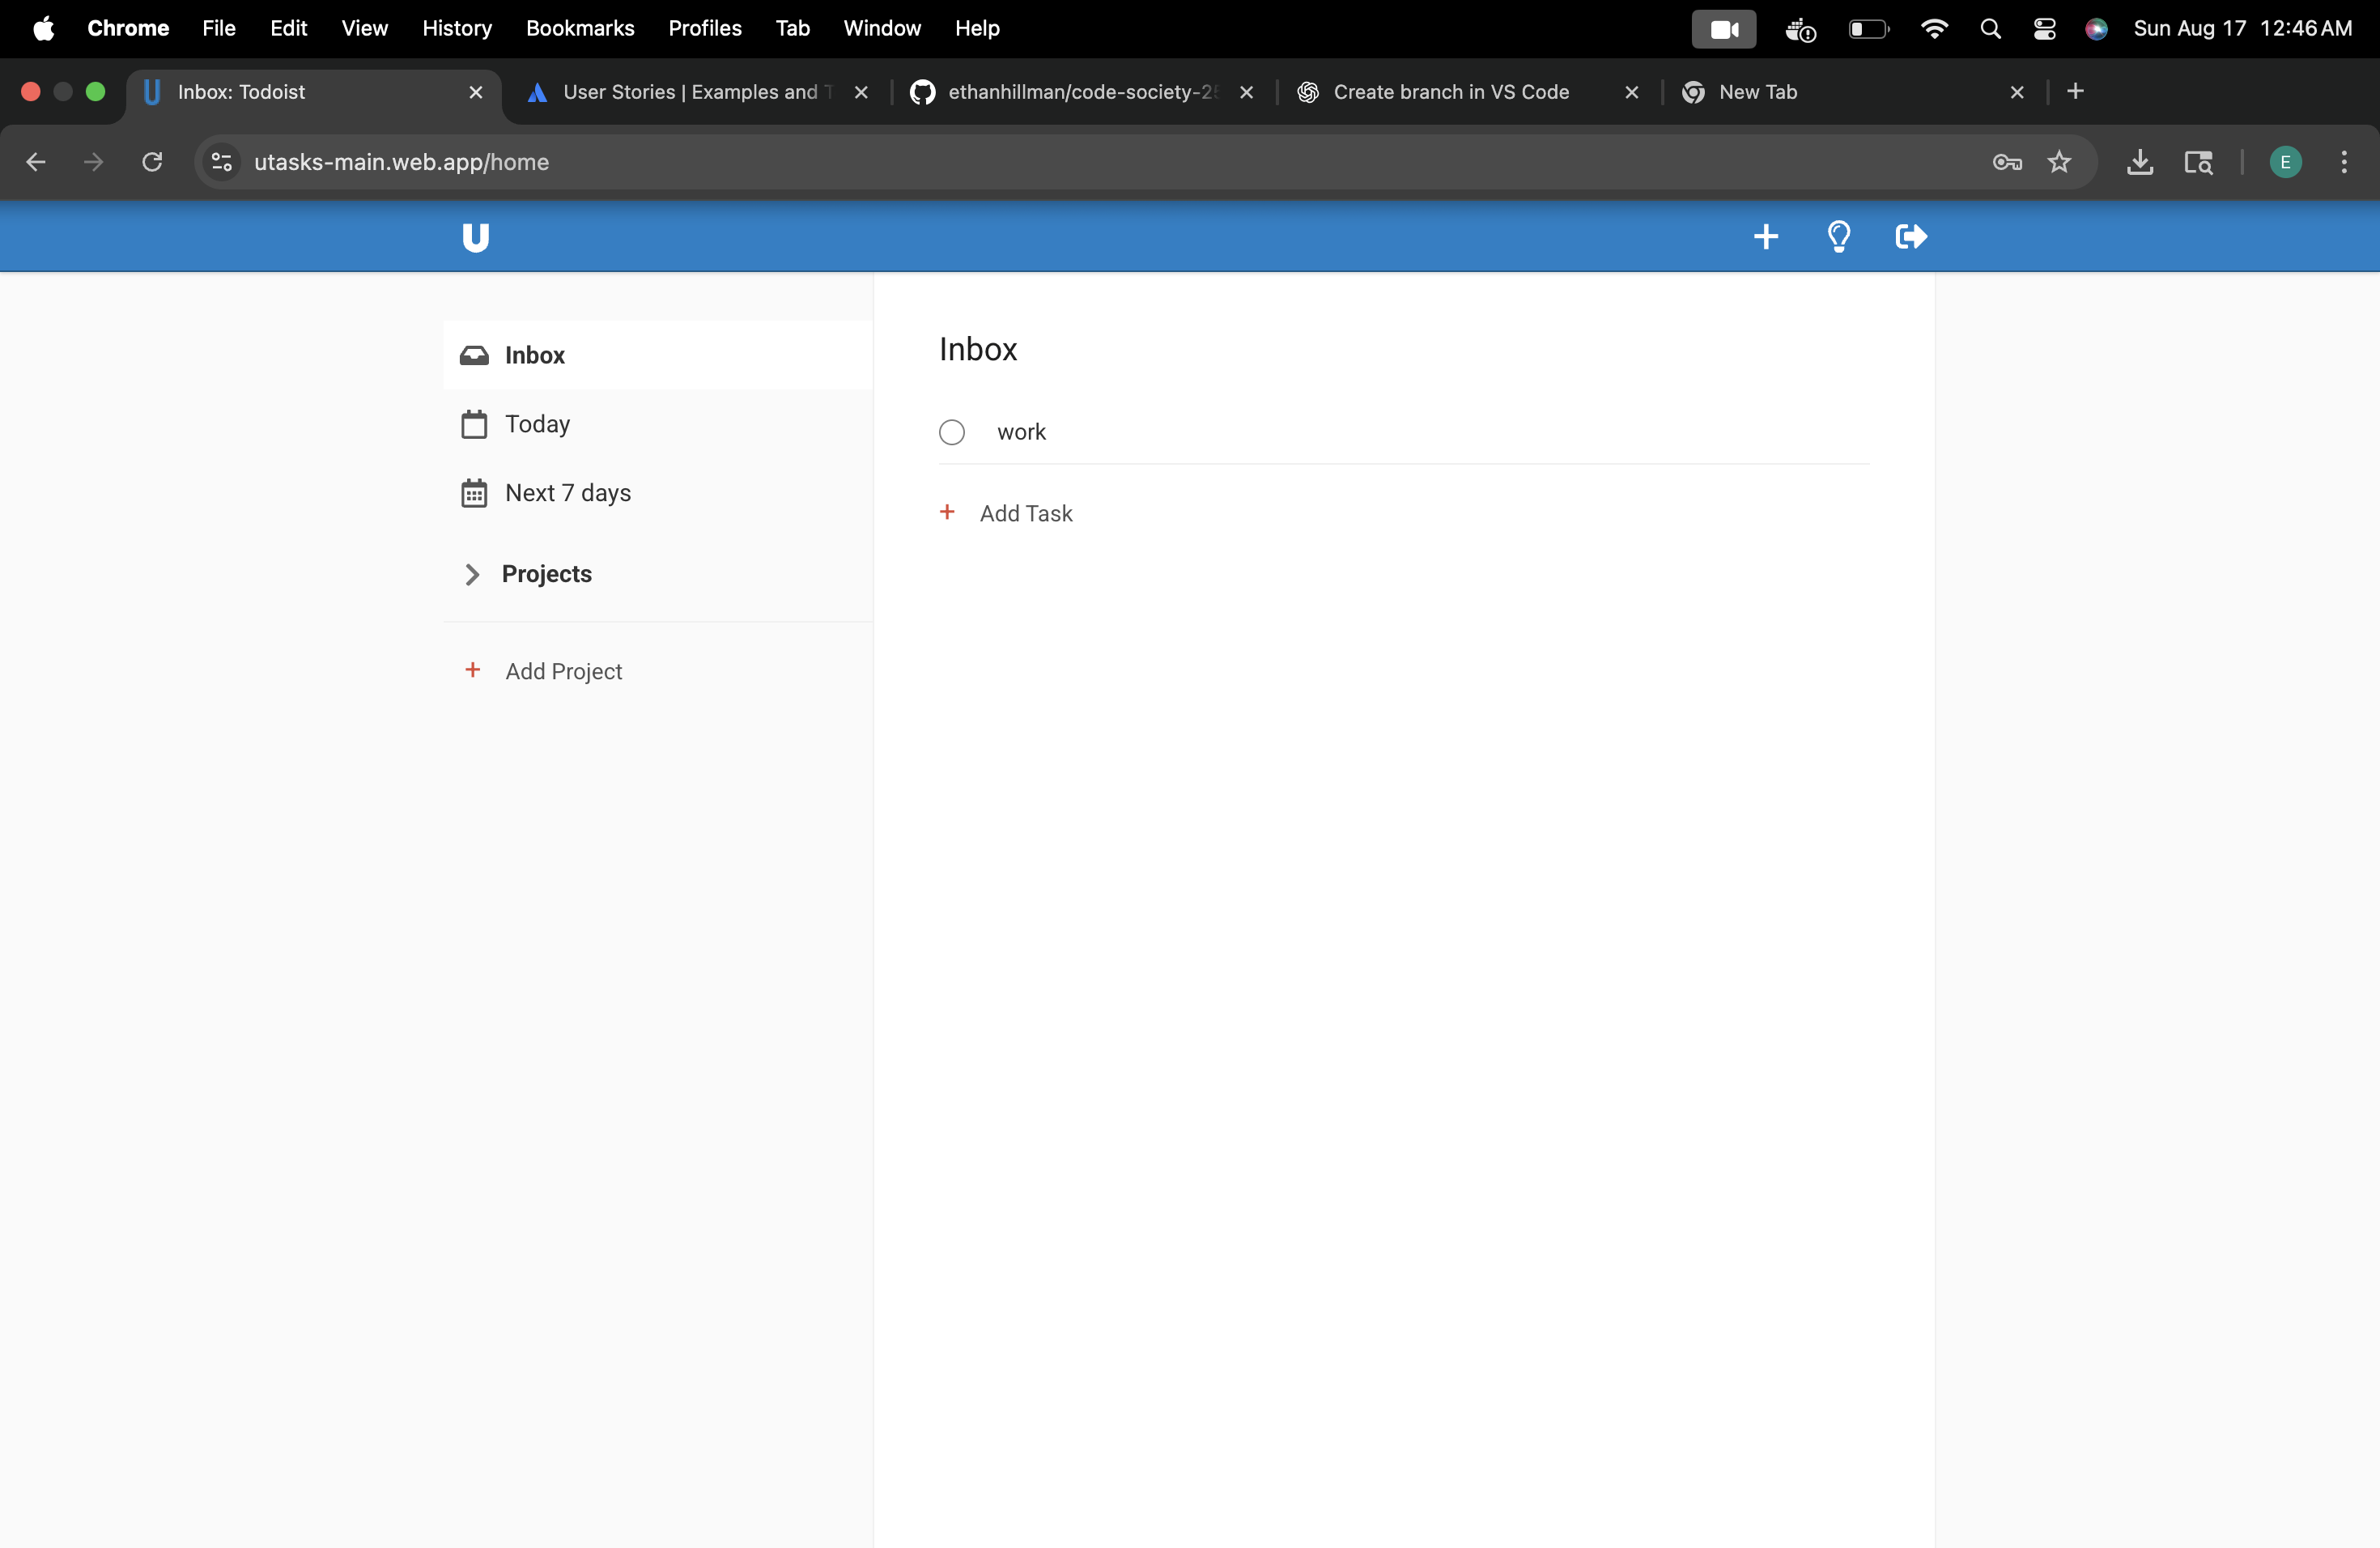 Chrome File Edit View History Bookmarks Profiles Tab Window Help Sun Aug 17 12:46 AM
Inbox: Todoist User Stories | Examples and T ethanhillman/code-society-25 Create branch in VS Code New Tab
utasks-main.web.app/home E
U
Inbox
Today
Next 7 days
Projects
Add Project
Inbox
work
Add Task